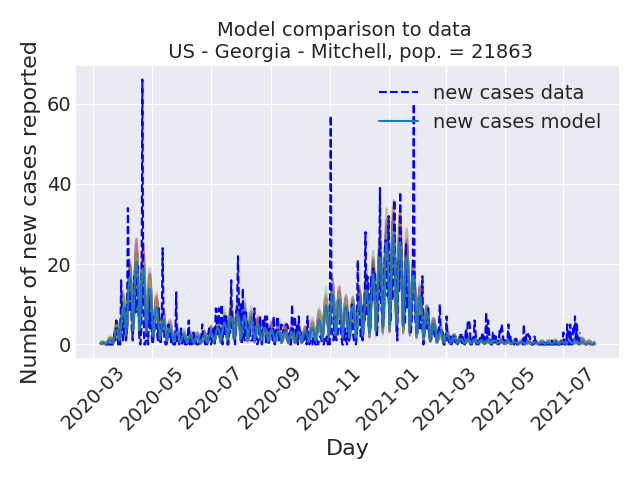 Model comparison to data
US - Georgia - Mitchell, pop. = 21863
Number of new cases reported
60
40
20
0
new cases data
new cases model
2020-03
2020-05
2020-07
2020-09
2020-11
2021-01
2021-03
2021-05
2021-07
Day